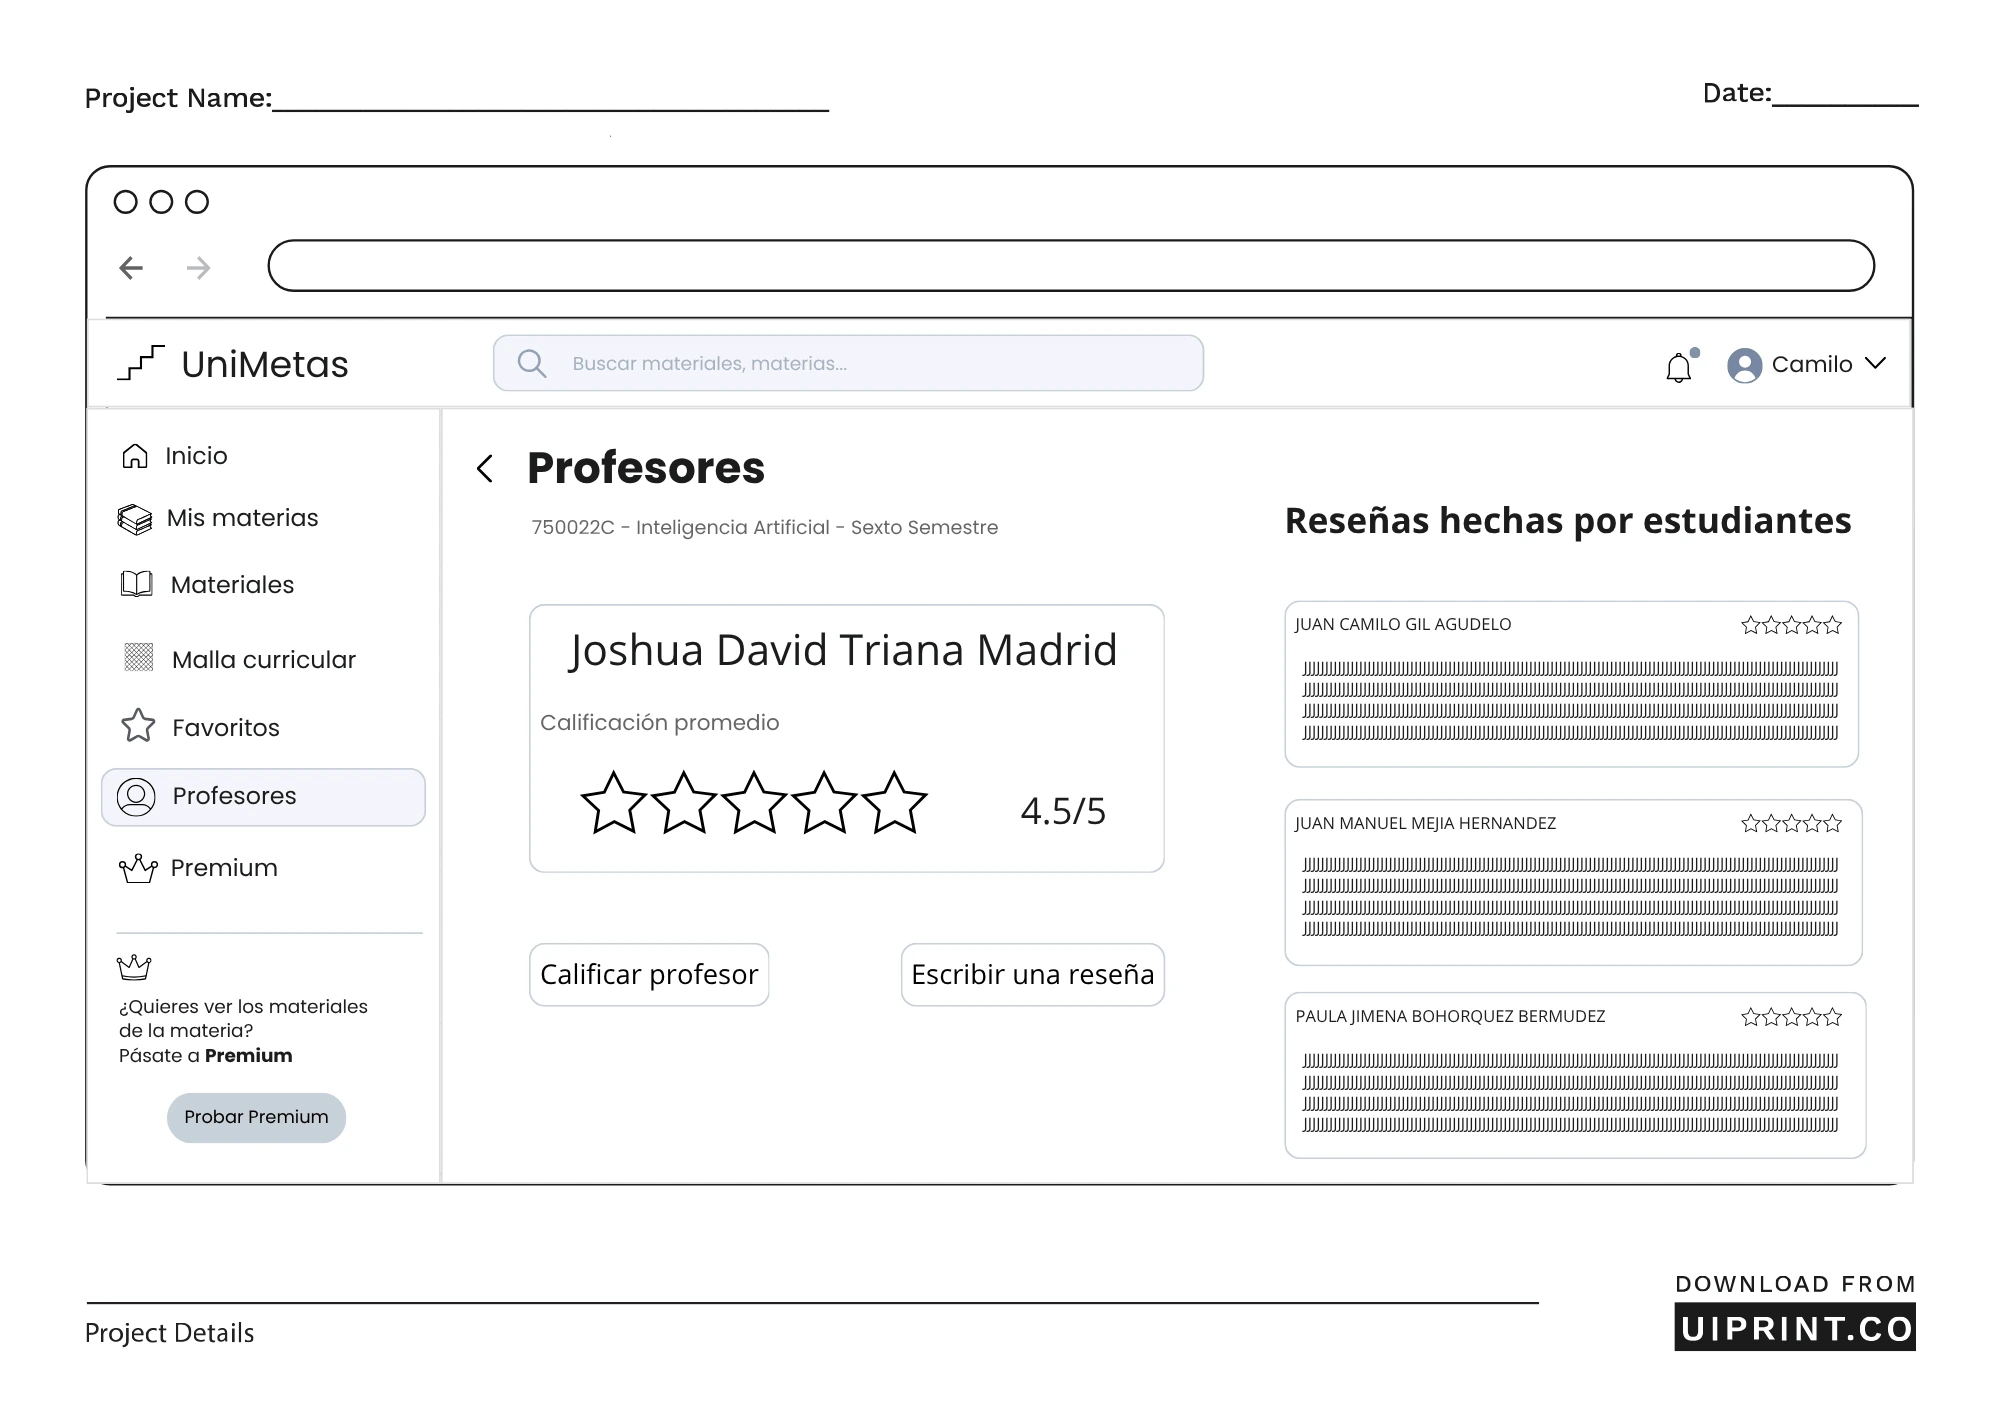 Project Name:
Date:
UniMetas
Buscar materiales, materias...
Camilo
Inicio
Mis materias
Materiales
Malla curricular
Favoritos
Profesores
Premium
¿Quieres ver los materiales
de la materia?
Pásate a Premium
Probar Premium
Profesores
750022C - Inteligencia Artificial - Sexto Semestre
Joshua David Triana Madrid
Calificación promedio
4.5/5
Calificar profesor
Escribir una reseña
Reseñas hechas por estudiantes
JUAN CAMILO GIL AGUDELO
JUAN MANUEL MEJIA HERNANDEZ
PAULA JIMENA BOHORQUEZ BERMUDEZ
Project Details
DOWNLOAD FROM
UIPRINT.CO